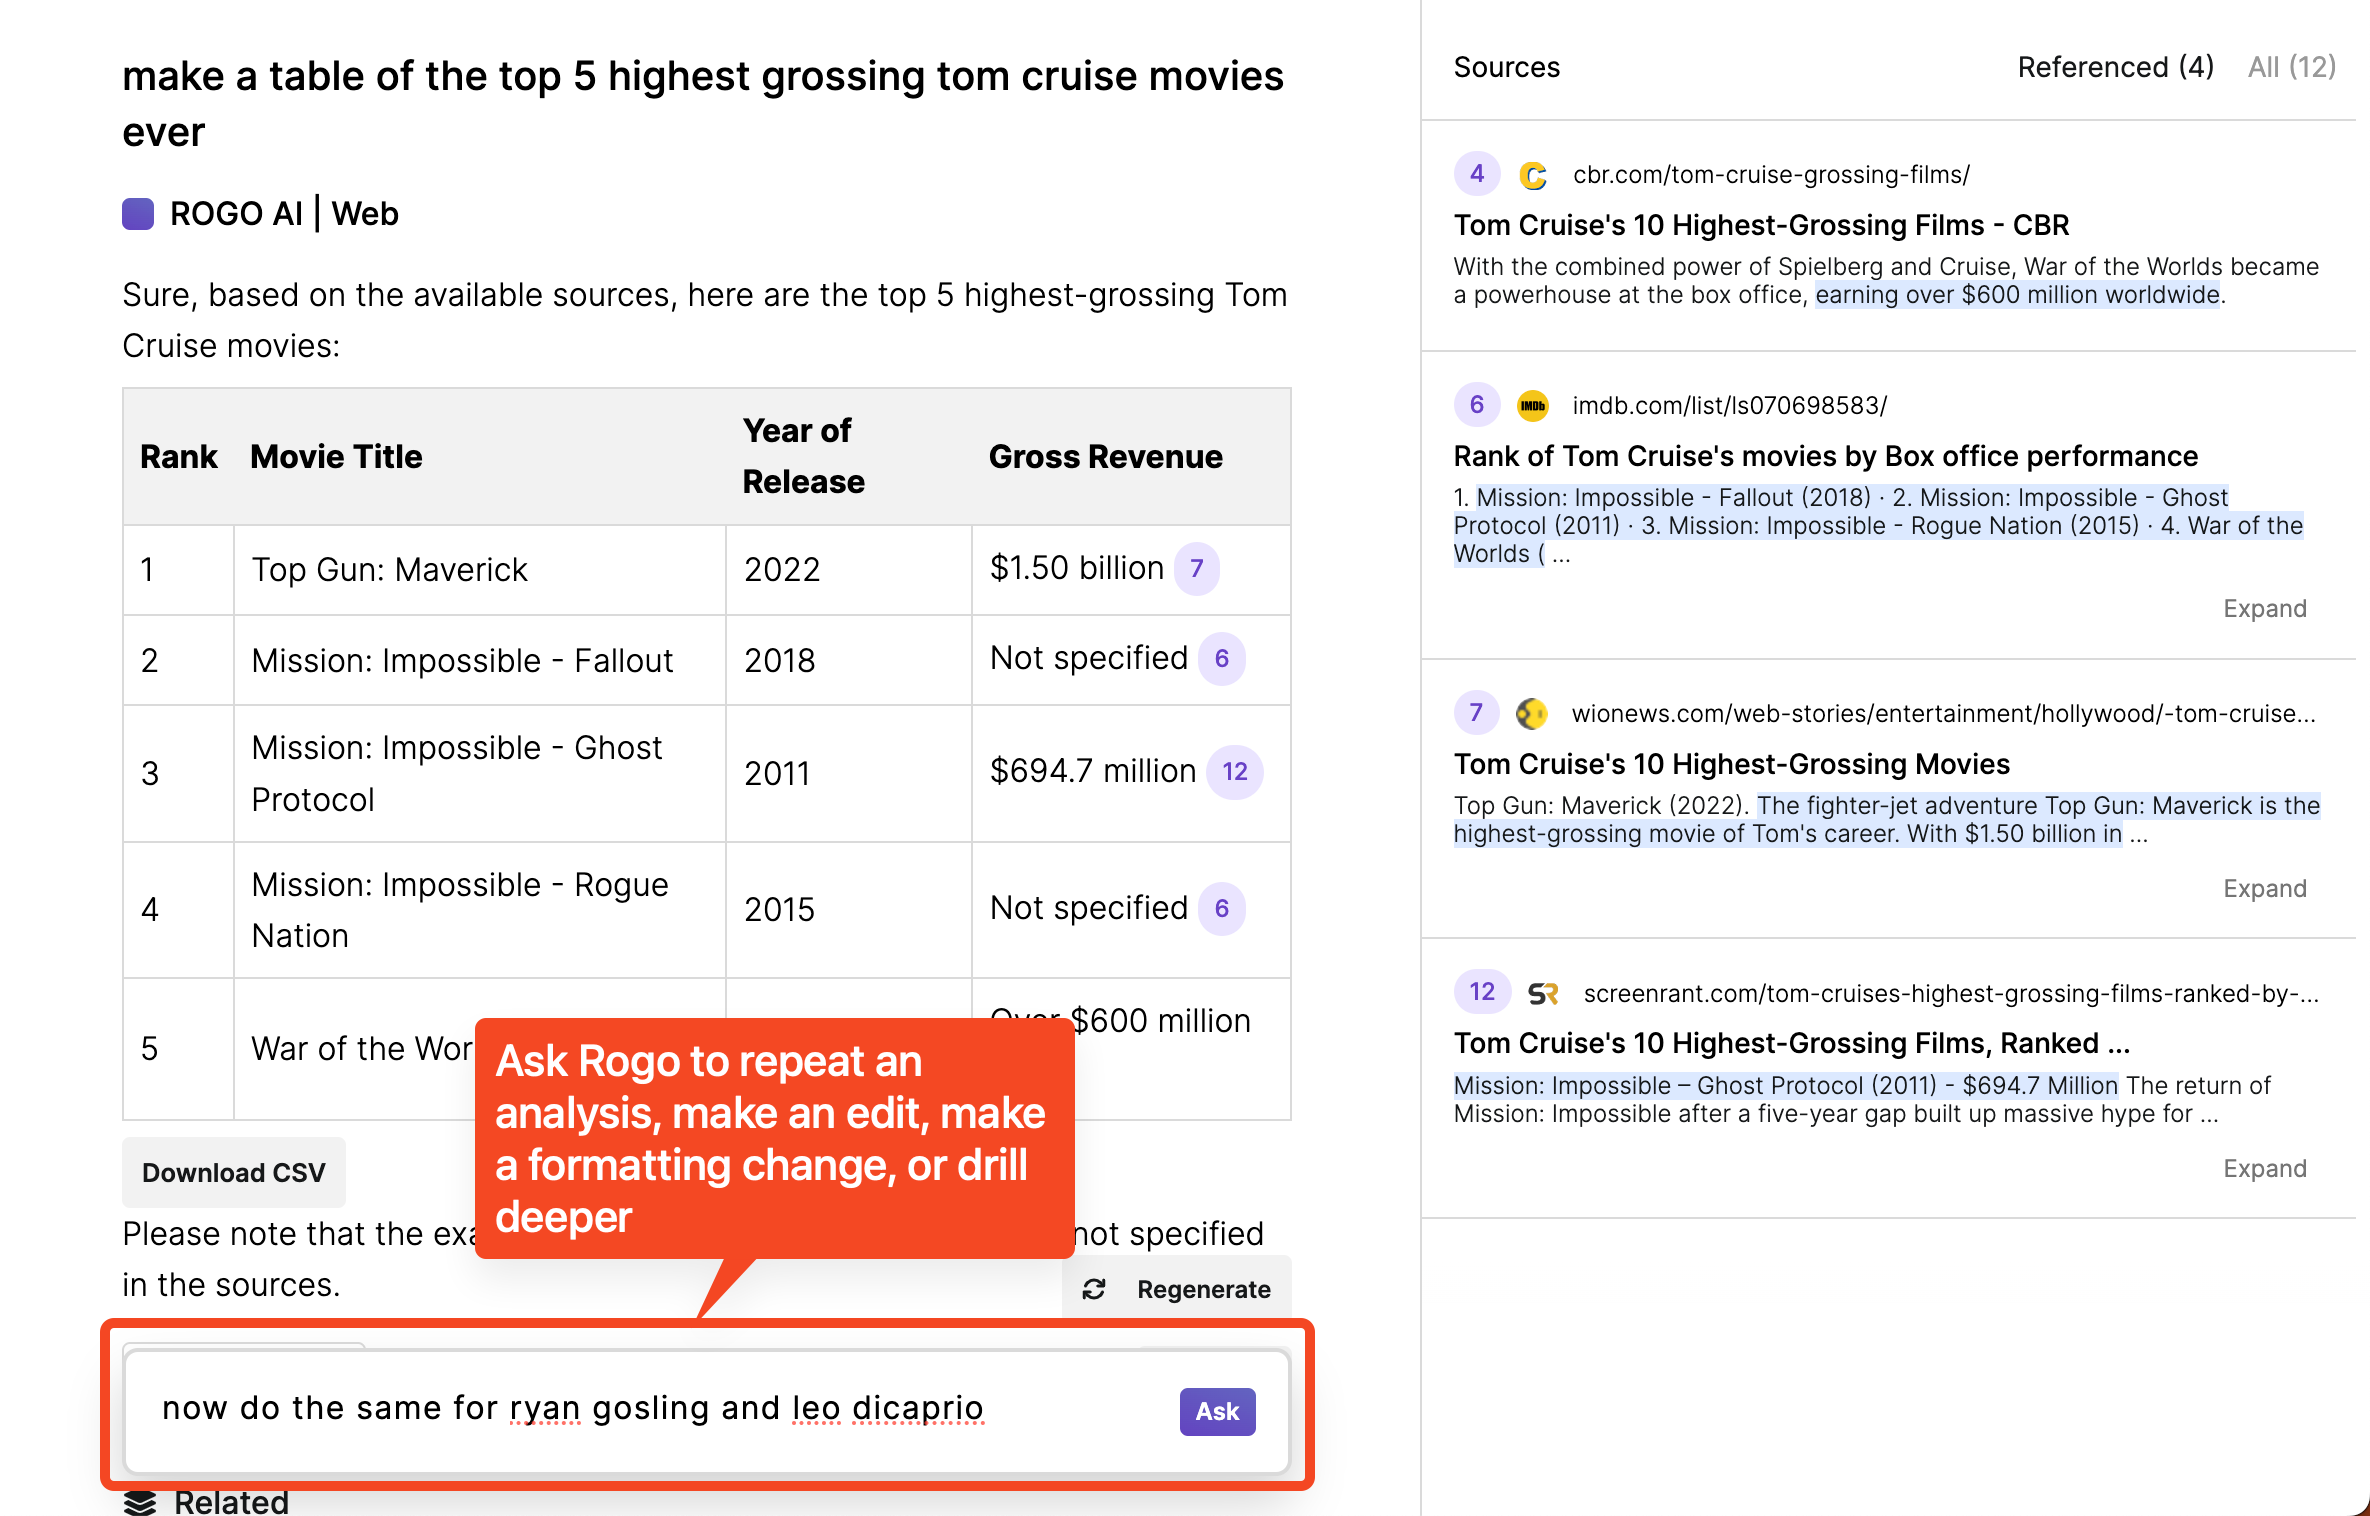 make a table of the top 5 highest grossing tom cruise movies
ever
ROGO AI | Web
Sure, based on the available sources, here are the top 5 highest-grossing Tom
Cruise movies:
Rank Movie Title Year of Release Gross Revenue
1 Top Gun: Maverick 2022 $1.50 billion 7
2 Mission: Impossible - Fallout 2018 Not specified 6
3 Mission: Impossible - Ghost Protocol 2011 $694.7 million 12
4 Mission: Impossible - Rogue Nation 2015 Not specified 6
5 War of the Wor Over $600 million
Ask Rogo to repeat an
analysis, make an edit, make
a formatting change, or drill
deeper
Download CSV
Please note that the exa not specified
in the sources.
Regenerate
now do the same for ryan gosling and leo dicaprio
Ask
Related
Sources Referenced (4) All (12)
4 cbr.com/tom-cruise-grossing-films/
Tom Cruise's 10 Highest-Grossing Films - CBR
With the combined power of Spielberg and Cruise, War of the Worlds became
a powerhouse at the box office, earning over $600 million worldwide.
6 IMDb imdb.com/list/ls070698583/
Rank of Tom Cruise's movies by Box office performance
1. Mission: Impossible - Fallout (2018) · 2. Mission: Impossible - Ghost
Protocol (2011) · 3. Mission: Impossible - Rogue Nation (2015) · 4. War of the
Worlds ( ...
Expand
7 wionews.com/web-stories/entertainment/hollywood/-tom-cruise...
Tom Cruise's 10 Highest-Grossing Movies
Top Gun: Maverick (2022). The fighter-jet adventure Top Gun: Maverick is the
highest-grossing movie of Tom's career. With $1.50 billion in ...
Expand
12 SR screenrant.com/tom-cruises-highest-grossing-films-ranked-by-...
Tom Cruise's 10 Highest-Grossing Films, Ranked ...
Mission: Impossible – Ghost Protocol (2011) - $694.7 Million The return of
Mission: Impossible after a five-year gap built up massive hype for ...
Expand